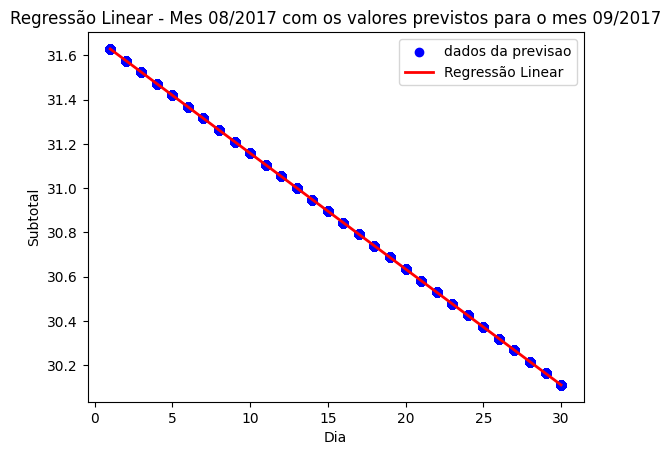 Regressão Linear - Mes 08/2017 com os valores previstos para o mes 09/2017
dados da previsao
Regressão Linear
31.6
31.4
31.2
31.0
30.8
30.6
30.4
30.2
Subtotal
0 5 10 15 20 25 30
Dia